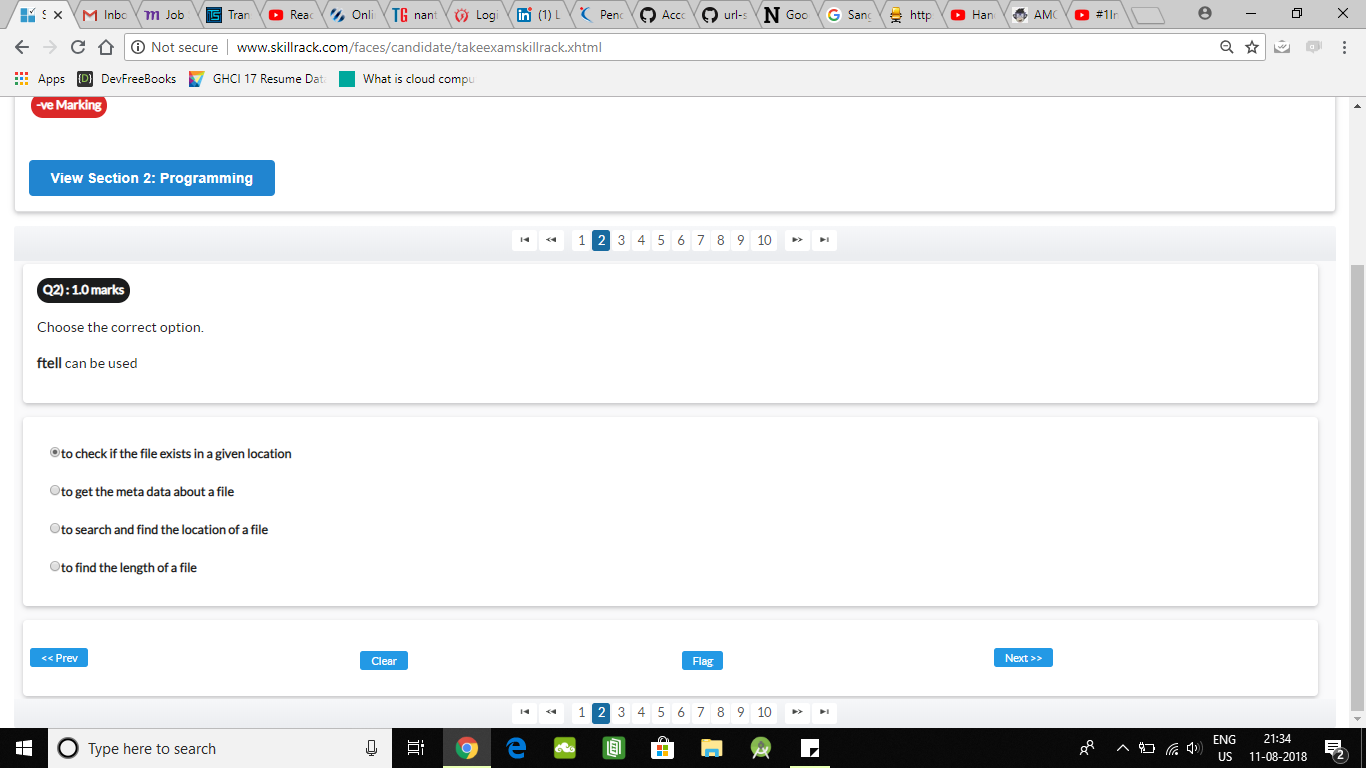 S
Inbo
Job
Tran
Reac
Onli
nant
Logi
(1) L
Penc
Acco
url-s
Goo
Sang
http
Han
AMC
#1Ir
Not secure www.skillrack.com/faces/candidate/takeexamskillrack.xhtml
Apps DevFreeBooks GHCI 17 Resume Dat What is cloud compu
-ve Marking
View Section 2: Programming
1 2 3 4 5 6 7 8 9 10
Q2) : 1.0 marks
Choose the correct option.
ftell can be used
to check if the file exists in a given location
to get the meta data about a file
to search and find the location of a file
to find the length of a file
<< Prev Clear Flag Next >>
1 2 3 4 5 6 7 8 9 10
Type here to search
ENG
US
21:34
11-08-2018
2